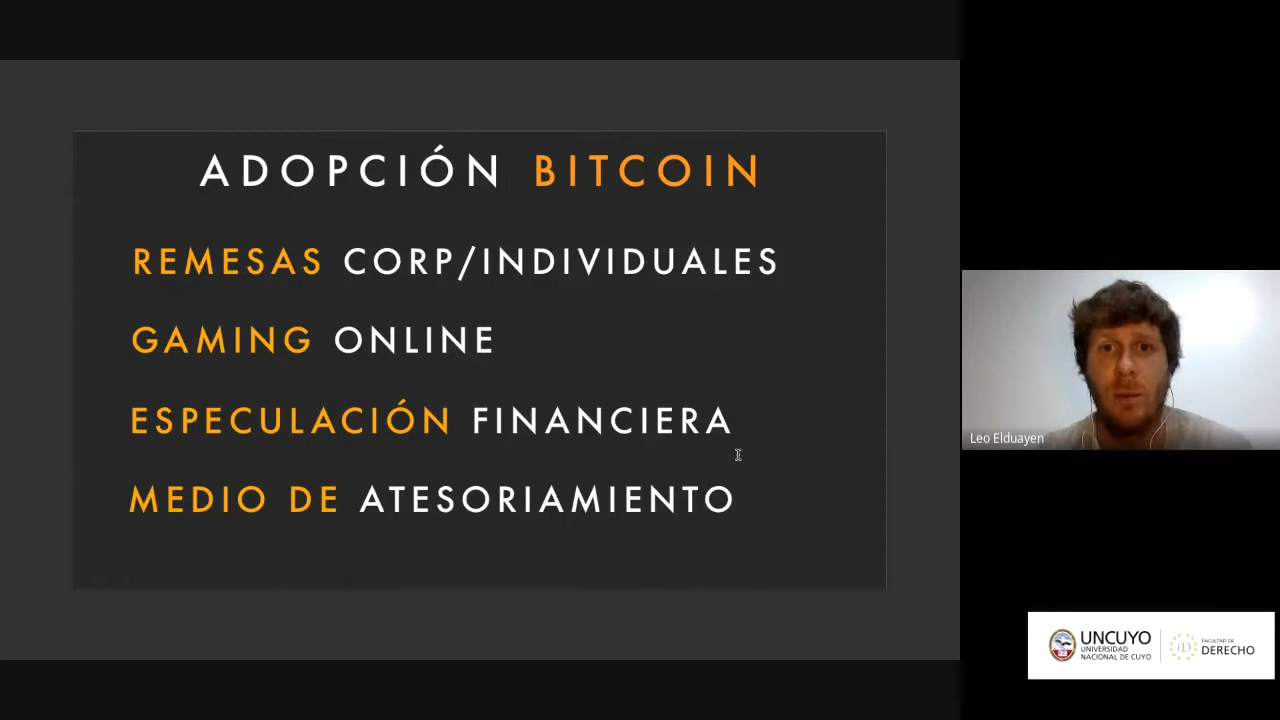 ADOPCIÓN BITCOIN
REMESAS CORP/INDIVIDUALES
GAMING ONLINE
ESPECULACIÓN FINANCIERA
MEDIO DE ATESORIAMIENTO
Leo Elduayen
UNCUYO
UNIVERSIDAD
NACIONAL DE CUYO
FACULTAD DE
DERECHO